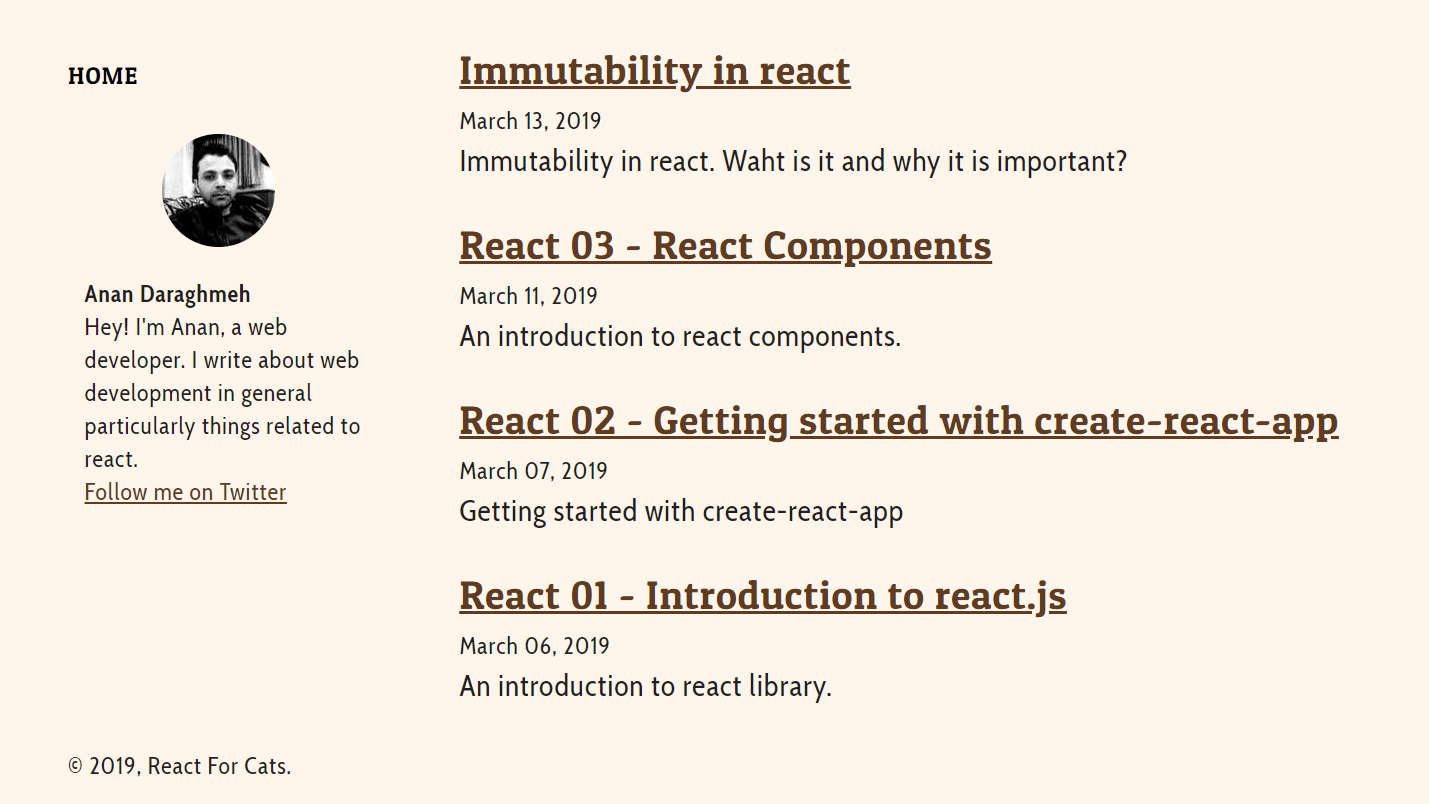 HOME
Anan Daraghmeh
Hey! I'm Anan, a web
developer. I write about web
development in general
particularly things related to
react.
Follow me on Twitter
Immutability in react
March 13, 2019
Immutability in react. Waht is it and why it is important?
React 03 - React Components
March 11, 2019
An introduction to react components.
React 02 - Getting started with create-react-app
March 07, 2019
Getting started with create-react-app
React 01 - Introduction to react.js
March 06, 2019
An introduction to react library.
© 2019, React For Cats.